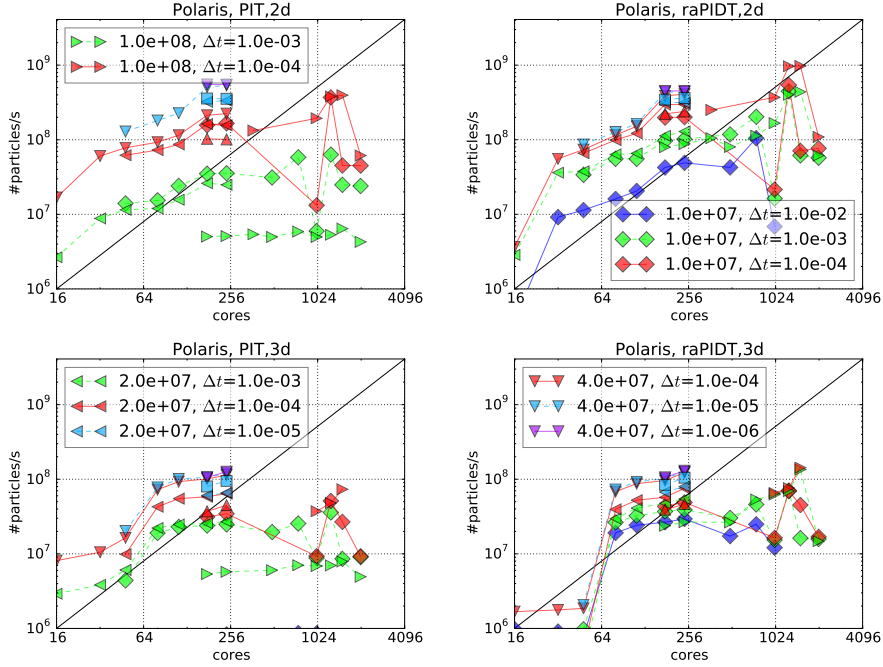 Polaris, PIT,2d
1.0e+08, Δt=1.0e-03
1.0e+08, Δt=1.0e-04
10⁹
10⁸
10⁷
10⁶
#particles/s
16 64 256 1024 4096
cores
Polaris, raPIDT,2d
10⁹
10⁸
10⁷
10⁶
#particles/s
1.0e+07, Δt=1.0e-02
1.0e+07, Δt=1.0e-03
1.0e+07, Δt=1.0e-04
16 64 256 1024 4096
cores
Polaris, PIT,3d
2.0e+07, Δt=1.0e-03
2.0e+07, Δt=1.0e-04
2.0e+07, Δt=1.0e-05
10⁹
10⁸
10⁷
10⁶
#particles/s
16 64 256 1024 4096
cores
Polaris, raPIDT,3d
4.0e+07, Δt=1.0e-04
4.0e+07, Δt=1.0e-05
4.0e+07, Δt=1.0e-06
10⁹
10⁸
10⁷
10⁶
#particles/s
16 64 256 1024 4096
cores